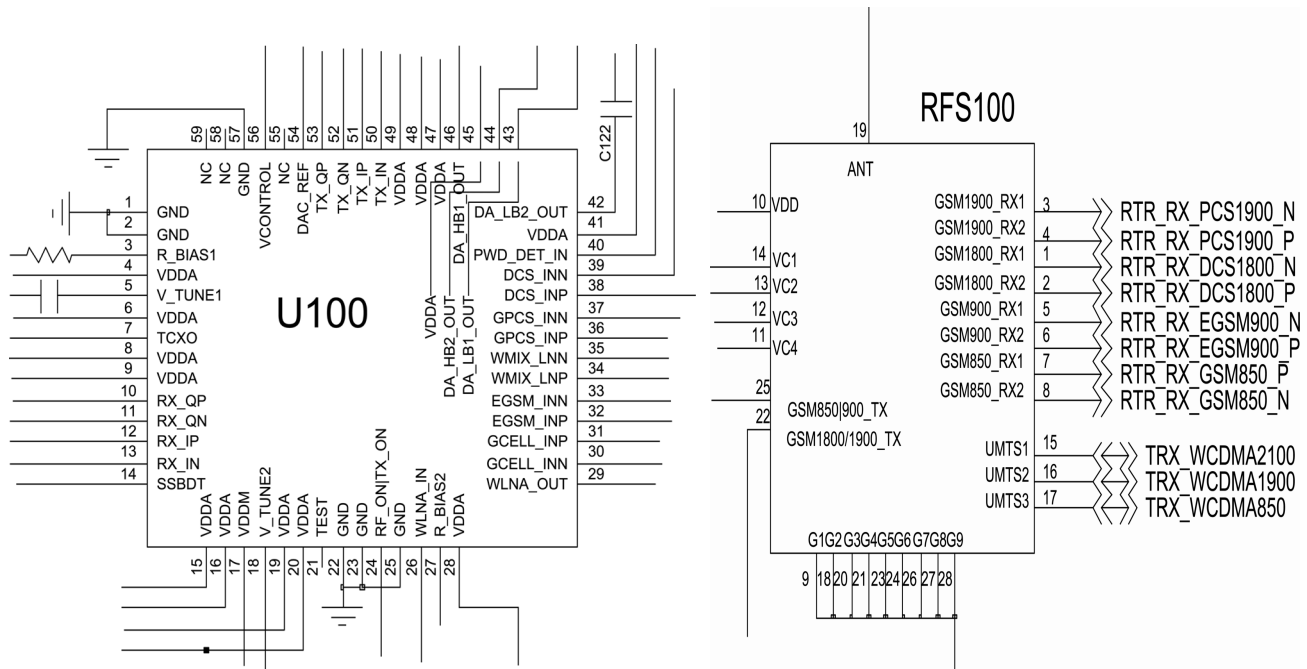 U100
59
58
57
56
55
54
53
52
51
50
49
48
47
46
45
44
43
NC
NC
GND
VCONTROL
NC
DAC_REF
TX_QP
TX_QN
TX_IP
TX_IN
VDDA
VDDA
VDDA
DA_HB1_OUT
VDDA
DA_HB2_OUT
DA_LB1_OUT
C122
1 GND
2 GND
3 R_BIAS1
4 VDDA
5 V_TUNE1
6 VDDA
7 TCXO
8 VDDA
9 VDDA
10 RX_QP
11 RX_QN
12 RX_IP
13 RX_IN
14 SSBDT
DA_LB2_OUT 42
VDDA 41
PWD_DET_IN 40
DCS_INN 39
DCS_INP 38
GPCS_INN 37
GPCS_INP 36
WMIX_LNN 35
WMIX_LNP 34
EGSM_INN 33
EGSM_INP 32
GCELL_INP 31
GCELL_INN 30
WLNA_OUT 29
VDDA
VDDA
VDDM
V_TUNE2
VDDA
VDDA
TEST
GND
GND
RF_ON|TX_ON
GND
WLNA_IN
R_BIAS2
VDDA
15
16
17
18
19
20
21
22
23
24
25
26
27
28
RFS100
19
ANT
10 VDD
14 VC1
13 VC2
12 VC3
11 VC4
25
GSM850|900_TX
22
GSM1800/1900_TX
GSM1900_RX1 3 RTR_RX_PCS1900_N
GSM1900_RX2 4 RTR_RX_PCS1900_P
GSM1800_RX1 1 RTR_RX_DCS1800_N
GSM1800_RX2 2 RTR_RX_DCS1800_P
GSM900_RX1 5 RTR_RX_EGSM900_N
GSM900_RX2 6 RTR_RX_EGSM900_P
GSM850_RX1 7 RTR_RX_GSM850_P
GSM850_RX2 8 RTR_RX_GSM850_N
UMTS1 15 TRX_WCDMA2100
UMTS2 16 TRX_WCDMA1900
UMTS3 17 TRX_WCDMA850
G1G2 G3G4G5G6 G7G8G9
9 18 20 21 23 24 26 27 28